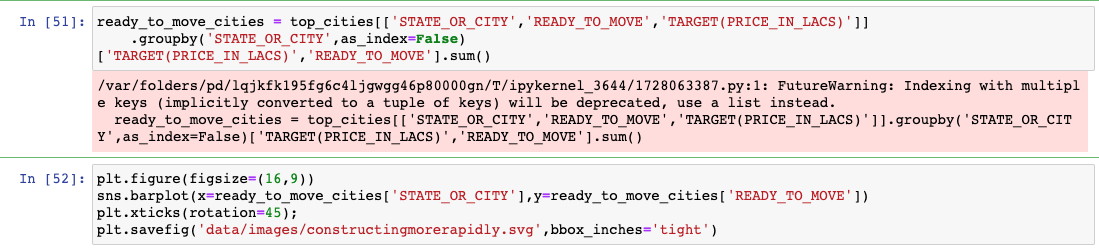 In [51]: ready_to_move_cities = top_cities[['STATE_OR_CITY','READY_TO_MOVE','TARGET(PRICE_IN_LACS)']]
    .groupby('STATE_OR_CITY',as_index=False)
['TARGET(PRICE_IN_LACS)','READY_TO_MOVE'].sum()
/var/folders/pd/lqjkfk195fg6c4ljgwgg46p80000gn/T/ipykernel_3644/1728063387.py:1: FutureWarning: Indexing with multipl
e keys (implicitly converted to a tuple of keys) will be deprecated, use a list instead.
  ready_to_move_cities = top_cities[['STATE_OR_CITY','READY_TO_MOVE','TARGET(PRICE_IN_LACS)']].groupby('STATE_OR_CIT
Y',as_index=False)['TARGET(PRICE_IN_LACS)','READY_TO_MOVE'].sum()
In [52]: plt.figure(figsize=(16,9))
sns.barplot(x=ready_to_move_cities['STATE_OR_CITY'],y=ready_to_move_cities['READY_TO_MOVE'])
plt.xticks(rotation=45);
plt.savefig('data/images/constructingmorerapidly.svg',bbox_inches='tight')